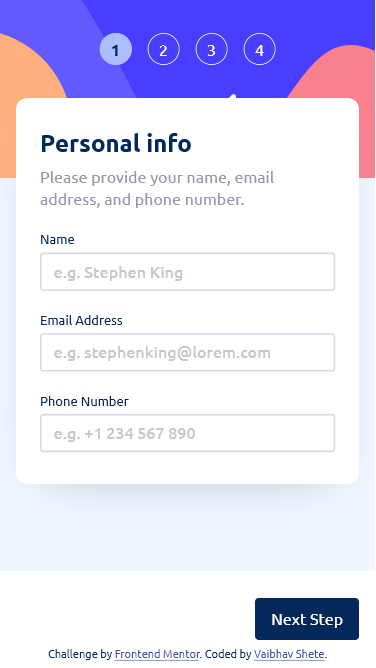 1 2 3 4
Personal info
Please provide your name, email
address, and phone number.
Name
e.g. Stephen King
Email Address
e.g. stephenking@lorem.com
Phone Number
e.g. +1 234 567 890
Next Step
Challenge by Frontend Mentor. Coded by Vaibhav Shete.